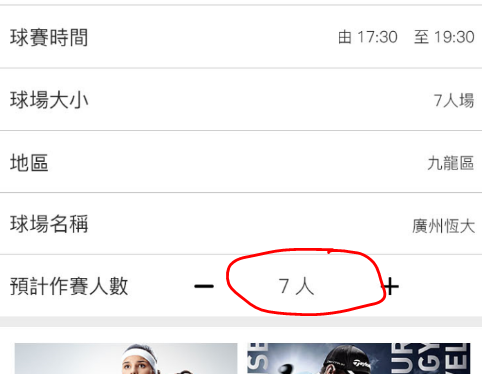 球賽時間 由 17:30 至 19:30
球場大小 7人場
地區 九龍區
球場名稱 廣州恆大
預計作賽人數 − 7 人 +